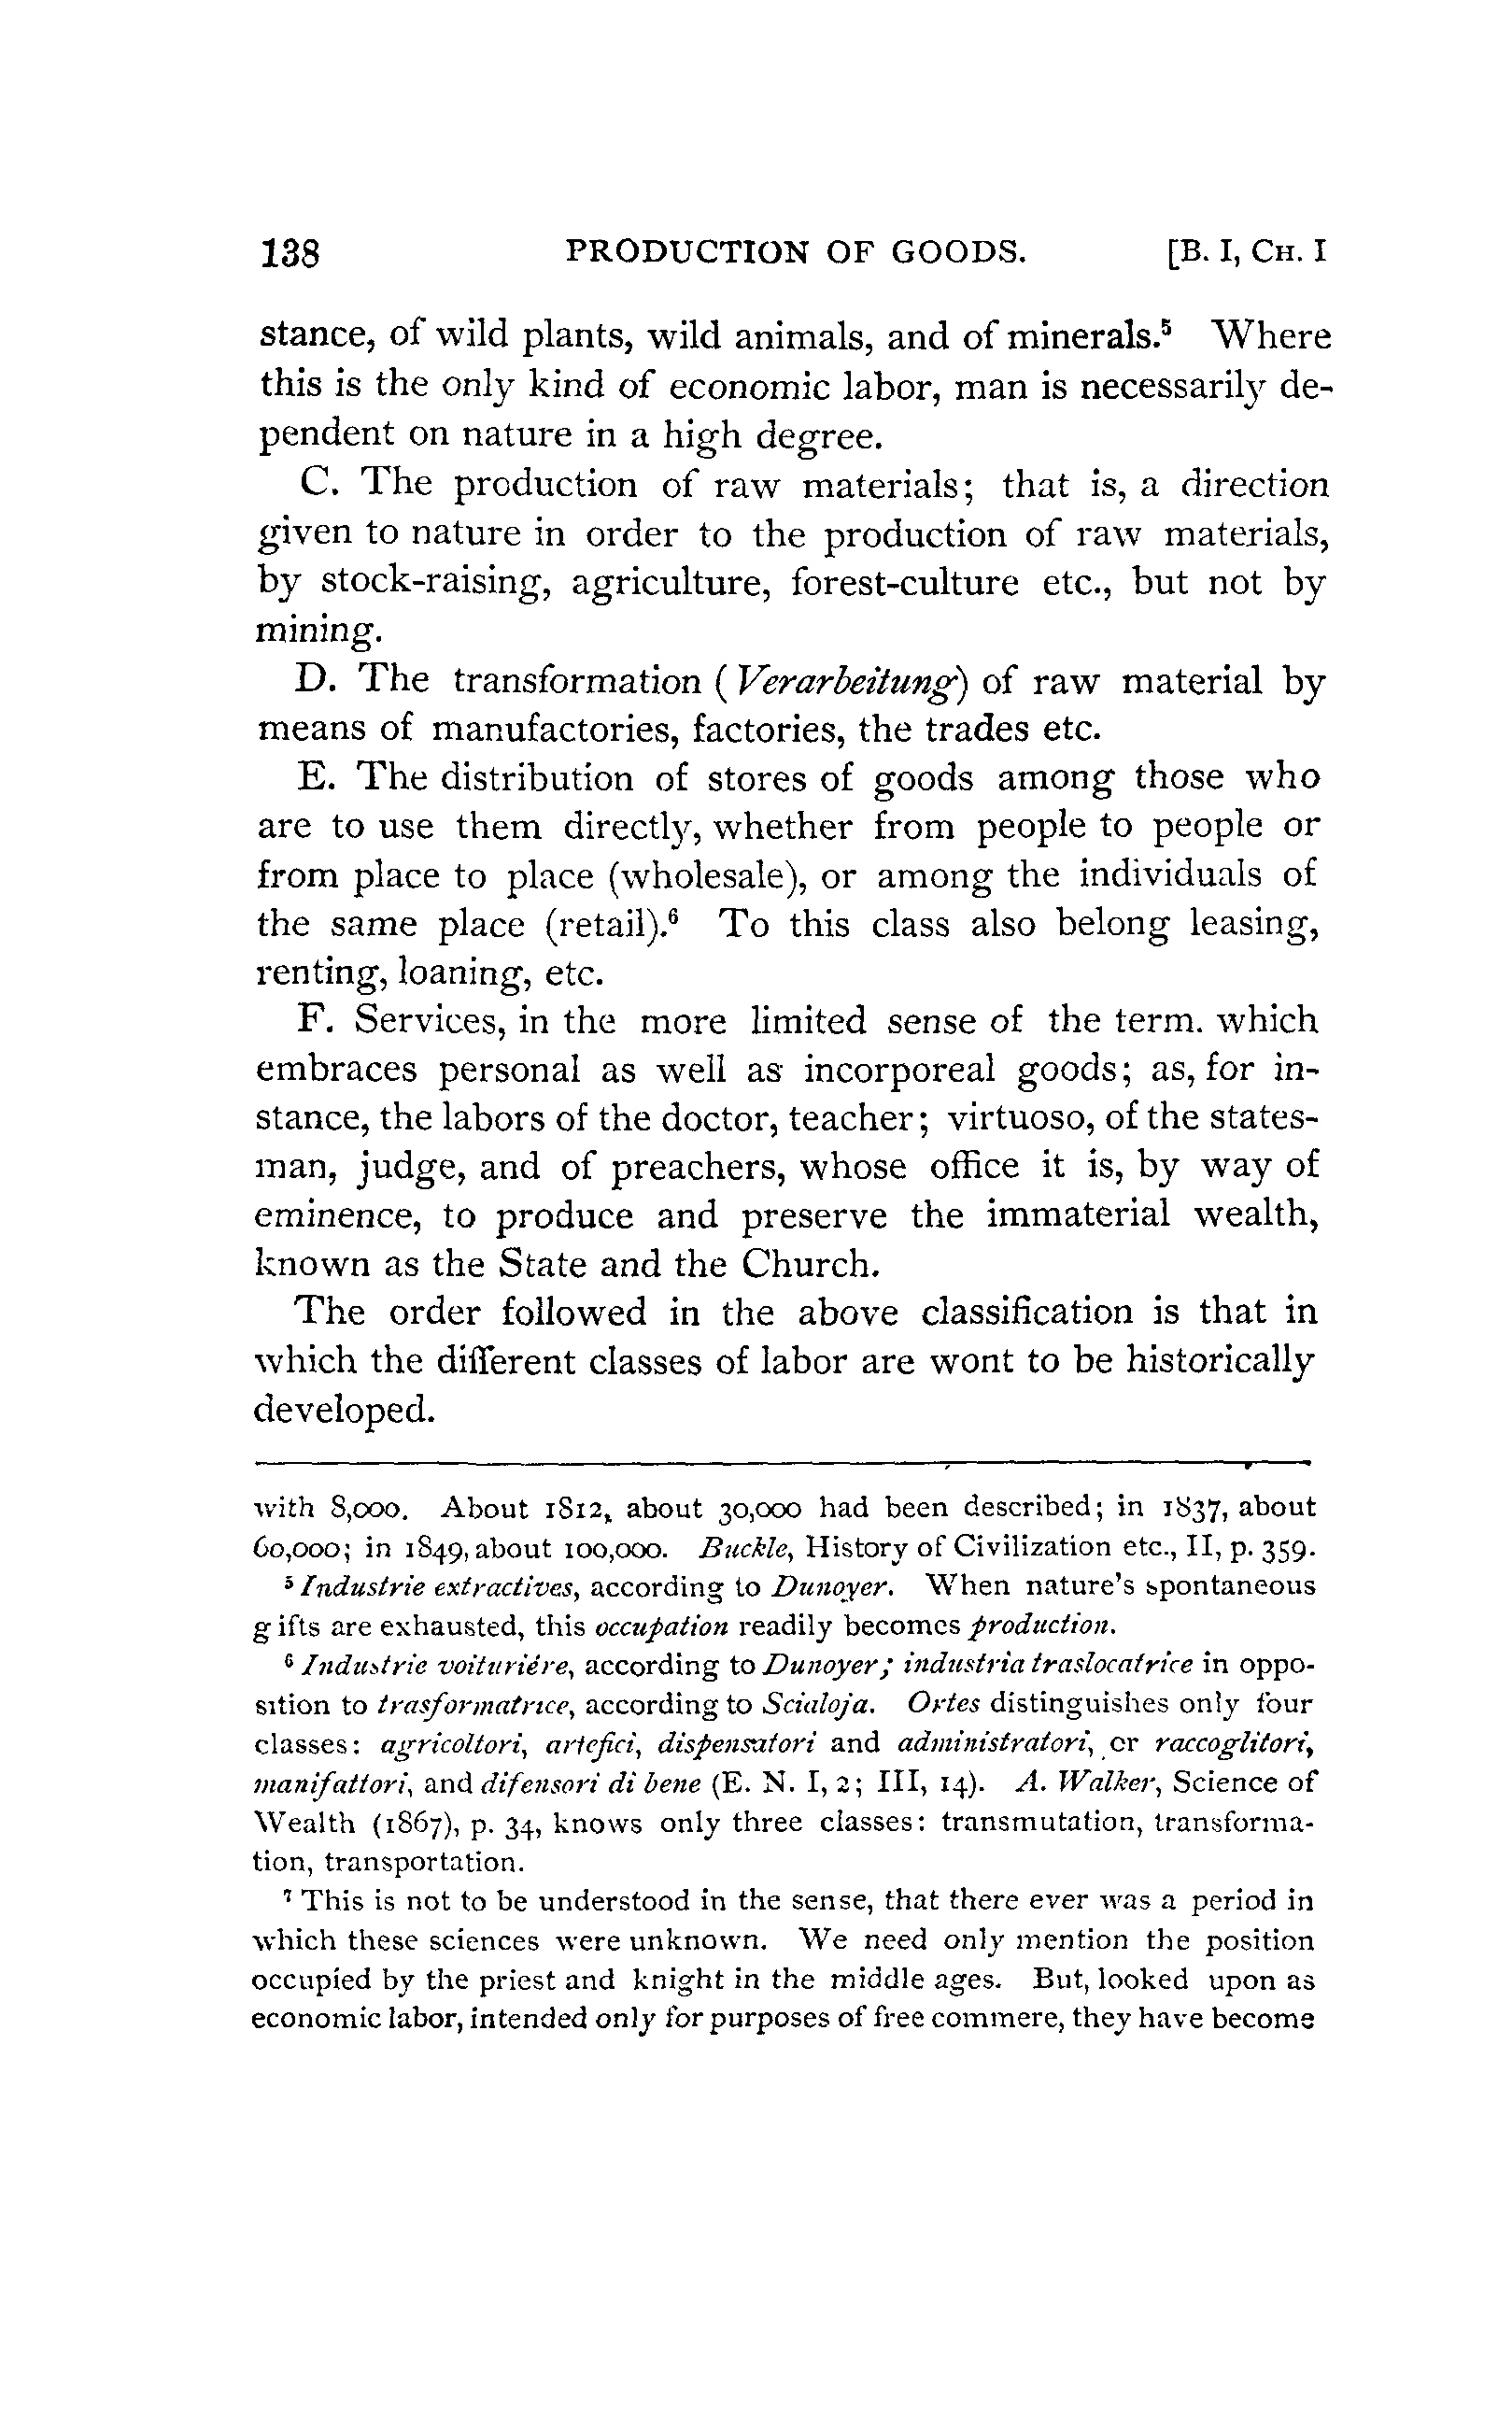 138 PRODUCTION OF GOODS. [B. I, CH. I
stance, of wild plants, wild animals, and of minerals.⁵ Where
this is the only kind of economic labor, man is necessarily de-
pendent on nature in a high degree.
C. The production of raw materials; that is, a direction
given to nature in order to the production of raw materials,
by stock-raising, agriculture, forest-culture etc., but not by
mining.
D. The transformation (Verarbeitung) of raw material by
means of manufactories, factories, the trades etc.
E. The distribution of stores of goods among those who
are to use them directly, whether from people to people or
from place to place (wholesale), or among the individuals of
the same place (retail).⁶ To this class also belong leasing,
renting, loaning, etc.
F. Services, in the more limited sense of the term. which
embraces personal as well as incorporeal goods; as, for in-
stance, the labors of the doctor, teacher; virtuoso, of the states-
man, judge, and of preachers, whose office it is, by way of
eminence, to produce and preserve the immaterial wealth,
known as the State and the Church.
The order followed in the above classification is that in
which the different classes of labor are wont to be historically
developed.
with 8,000. About 1812, about 30,000 had been described; in 1837, about
60,000; in 1849, about 100,000. Buckle, History of Civilization etc., II, p. 359.
⁵ Industrie extractives, according to Dunoyer. When nature's spontaneous
gifts are exhausted, this occupation readily becomes production.
⁶ Industrie voiturière, according to Dunoyer; industria traslocatrice in oppo-
sition to trasformatrice, according to Scialoja. Ortes distinguishes only four
classes: agricoltori, artefici, dispensatori and administratori, or raccoglitori,
manifattori, and difensori di bene (E. N. I, 2; III, 14). A. Walker, Science of
Wealth (1867), p. 34, knows only three classes: transmutation, transforma-
tion, transportation.
⁷ This is not to be understood in the sense, that there ever was a period in
which these sciences were unknown. We need only mention the position
occupied by the priest and knight in the middle ages. But, looked upon as
economic labor, intended only for purposes of free commere, they have become